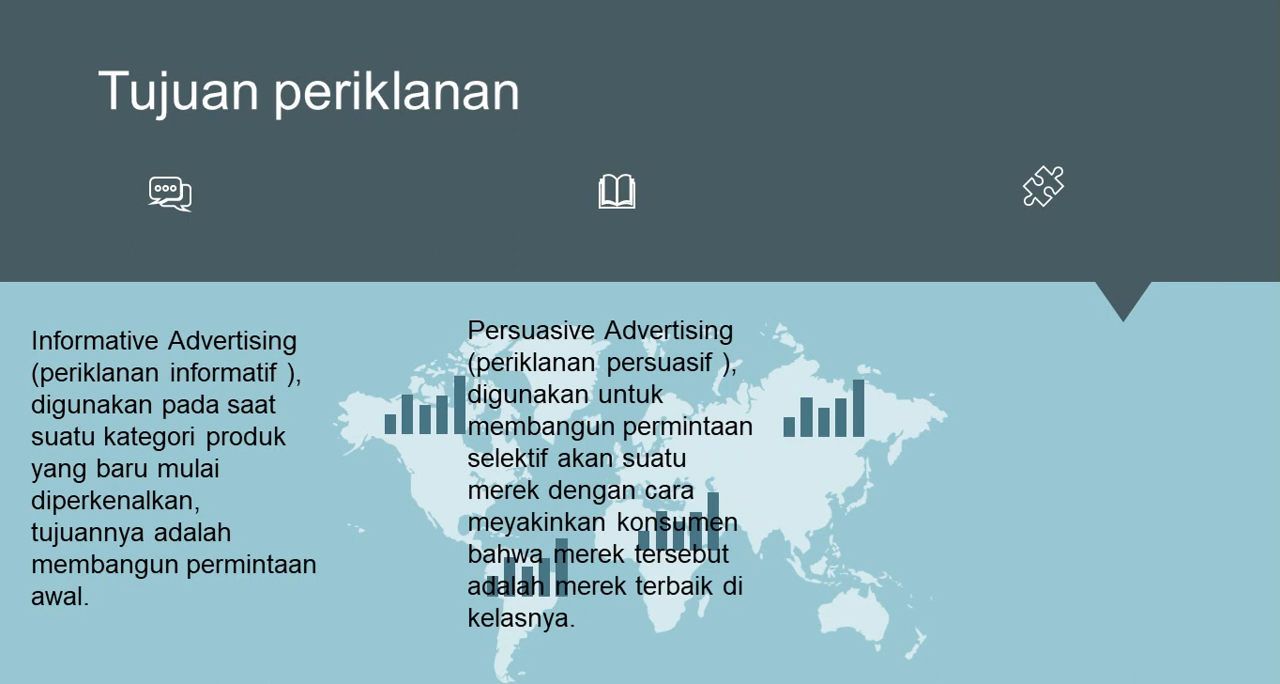 Tujuan periklanan
Informative Advertising
(periklanan informatif ),
digunakan pada saat
suatu kategori produk
yang baru mulai
diperkenalkan,
tujuannya adalah
membangun permintaan
awal.
Persuasive Advertising
(periklanan persuasif ),
digunakan untuk
membangun permintaan
selektif akan suatu
merek dengan cara
meyakinkan konsumen
bahwa merek tersebut
adalah merek terbaik di
kelasnya.